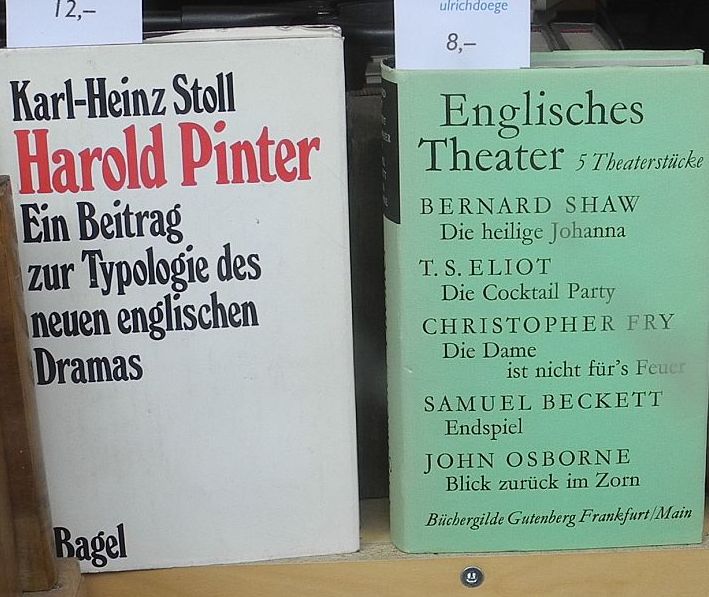 12,–
Karl-Heinz Stoll
Harold Pinter
Ein Beitrag
zur Typologie des
neuen englischen
Dramas
Bagel
ulrichdoege
8,–
Englisches
Theater 5 Theaterstücke
BERNARD SHAW
Die heilige Johanna
T. S. ELIOT
Die Cocktail Party
CHRISTOPHER FRY
Die Dame
ist nicht für's Feuer
SAMUEL BECKETT
Endspiel
JOHN OSBORNE
Blick zurück im Zorn
Büchergilde Gutenberg Frankfurt/Main